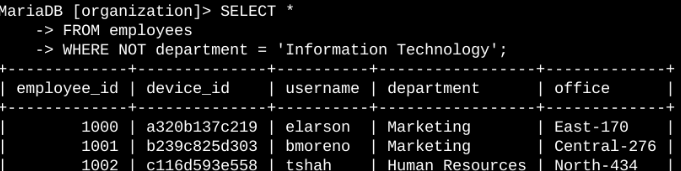 MariaDB [organization]> SELECT *
    -> FROM employees
    -> WHERE NOT department = 'Information Technology';
+-------------+--------------+----------+-----------------+-------------+
| employee_id | device_id    | username | department      | office      |
+-------------+--------------+----------+-----------------+-------------+
|        1000 | a320b137c219 | elarson  | Marketing       | East-170    |
|        1001 | b239c825d303 | bmoreno  | Marketing       | Central-276 |
|        1002 | c116d593e558 | tshah    | Human Resources | North-434   |